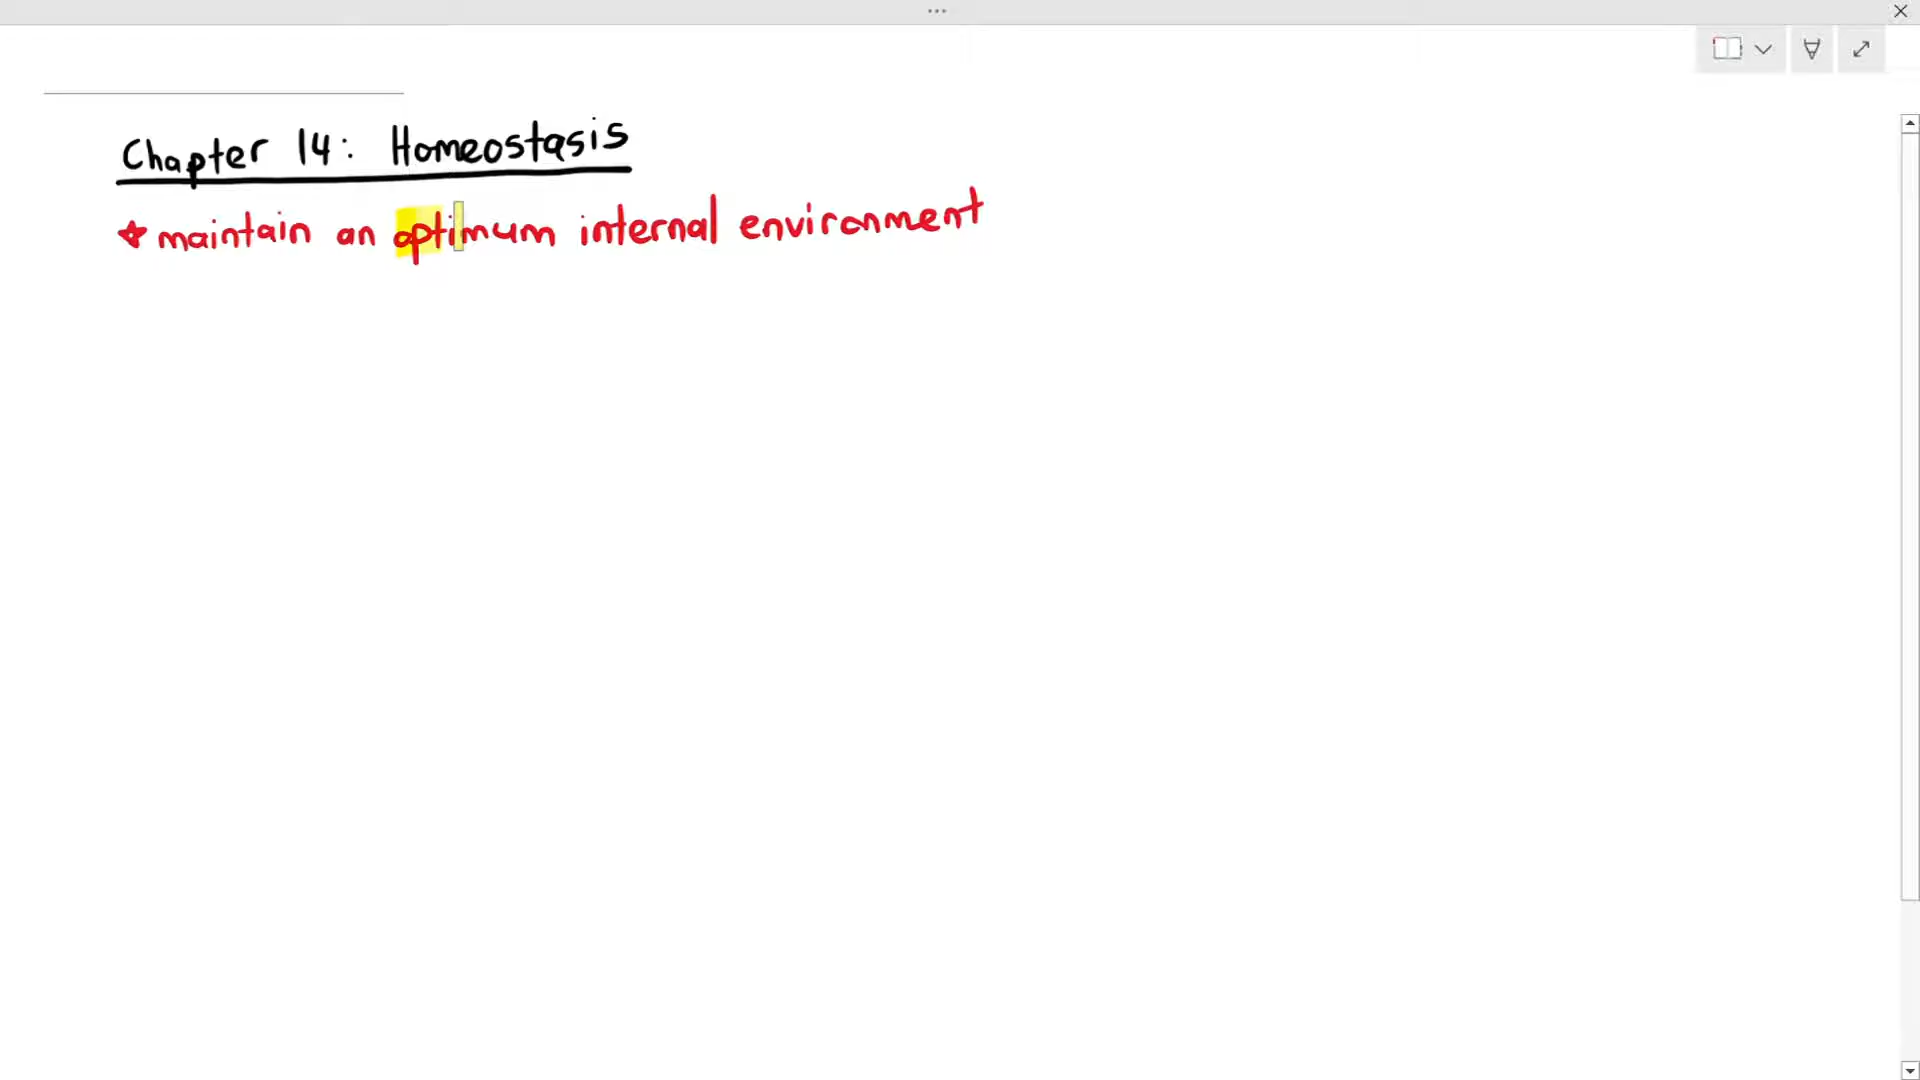 Chapter 14: Homeostasis
★ maintain an optimum internal environment